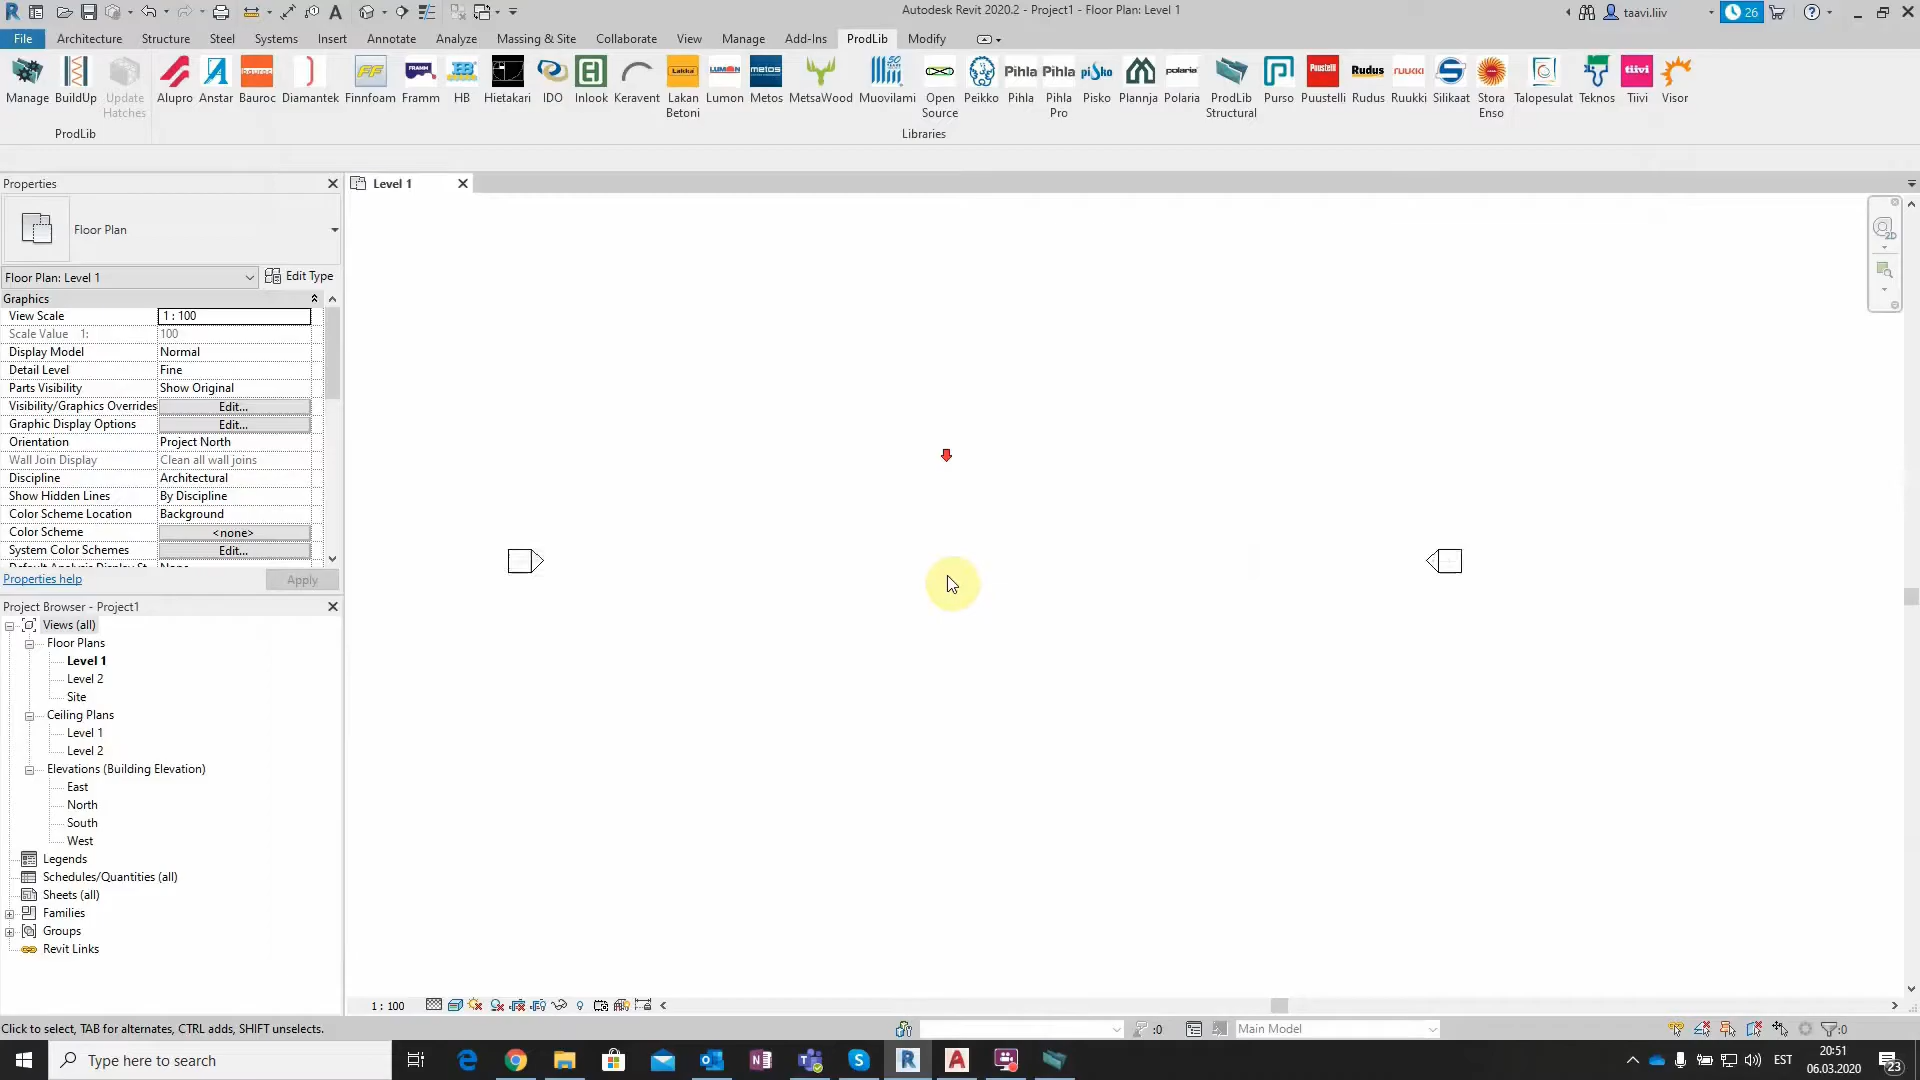 Autodesk Revit 2020.2 - Project1 - Floor Plan: Level 1
taavi.liiv
26
File Architecture Structure Steel Systems Insert Annotate Analyze Massing & Site Collaborate View Manage Add-Ins ProdLib Modify
Manage BuildUp Update Hatches Alupro Anstar Bauroc Diamantek Finnfoam Framm HB Hietakari IDO Inlook Keravent Lakan Betoni Lumon Metos MetsaWood Muovilami Open Source Peikko Pihla Pihla Pro Pisko Plannja Polaria ProdLib Structural Purso Puustelli Rudus Ruukki Silikaat Stora Enso Talopesulat Teknos Tiivi Visor
ProdLib
Libraries
Properties
Level 1
Floor Plan
Floor Plan: Level 1
Edit Type
Graphics
View Scale 1 : 100
Scale Value 1: 100
Display Model Normal
Detail Level Fine
Parts Visibility Show Original
Visibility/Graphics Overrides Edit...
Graphic Display Options Edit...
Orientation Project North
Wall Join Display Clean all wall joins
Discipline Architectural
Show Hidden Lines By Discipline
Color Scheme Location Background
Color Scheme <none>
System Color Schemes Edit...
Properties help
Apply
Project Browser - Project1
Views (all)
Floor Plans
Level 1
Level 2
Site
Ceiling Plans
Level 1
Level 2
Elevations (Building Elevation)
East
North
South
West
Legends
Schedules/Quantities (all)
Sheets (all)
Families
Groups
Revit Links
1 : 100
Click to select, TAB for alternates, CTRL adds, SHIFT unselects.
:0
Main Model
:0
Type here to search
EST
20:51
06.03.2020
23